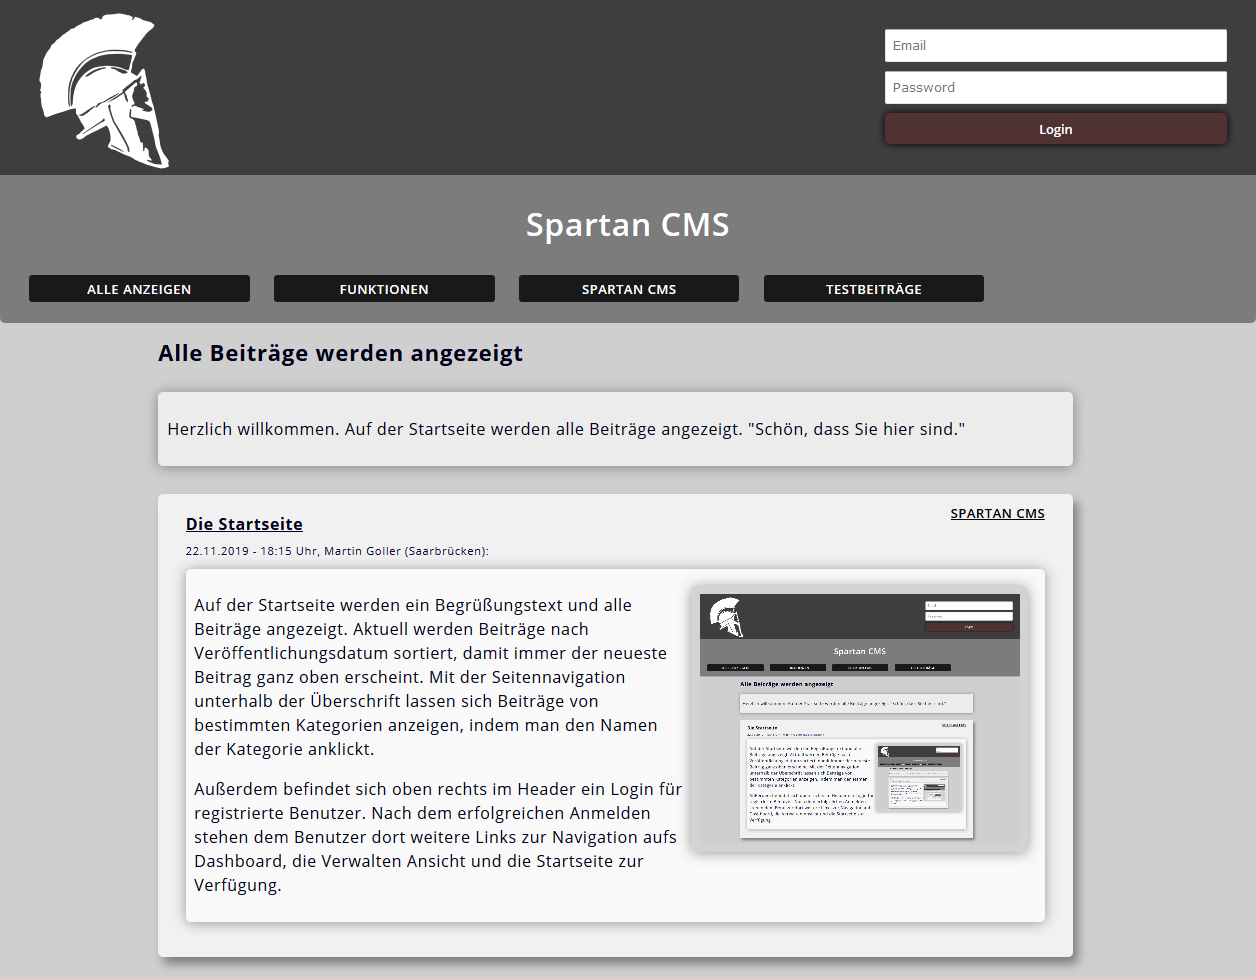 Email
Password
Login
Spartan CMS
ALLE ANZEIGEN
FUNKTIONEN
SPARTAN CMS
TESTBEITRÄGE
Alle Beiträge werden angezeigt
Herzlich willkommen. Auf der Startseite werden alle Beiträge angezeigt. "Schön, dass Sie hier sind."
Die Startseite
SPARTAN CMS
22.11.2019 - 18:15 Uhr, Martin Goller (Saarbrücken):
Auf der Startseite werden ein Begrüßungstext und alle
Beiträge angezeigt. Aktuell werden Beiträge nach
Veröffentlichungsdatum sortiert, damit immer der neueste
Beitrag ganz oben erscheint. Mit der Seitennavigation
unterhalb der Überschrift lassen sich Beiträge von
bestimmten Kategorien anzeigen, indem man den Namen
der Kategorie anklickt.
Außerdem befindet sich oben rechts im Header ein Login für
registrierte Benutzer. Nach dem erfolgreichen Anmelden
stehen dem Benutzer dort weitere Links zur Navigation aufs
Dashboard, die Verwalten Ansicht und die Startseite zur
Verfügung.
Spartan CMS
Alle Beiträge werden angezeigt
Die Startseite